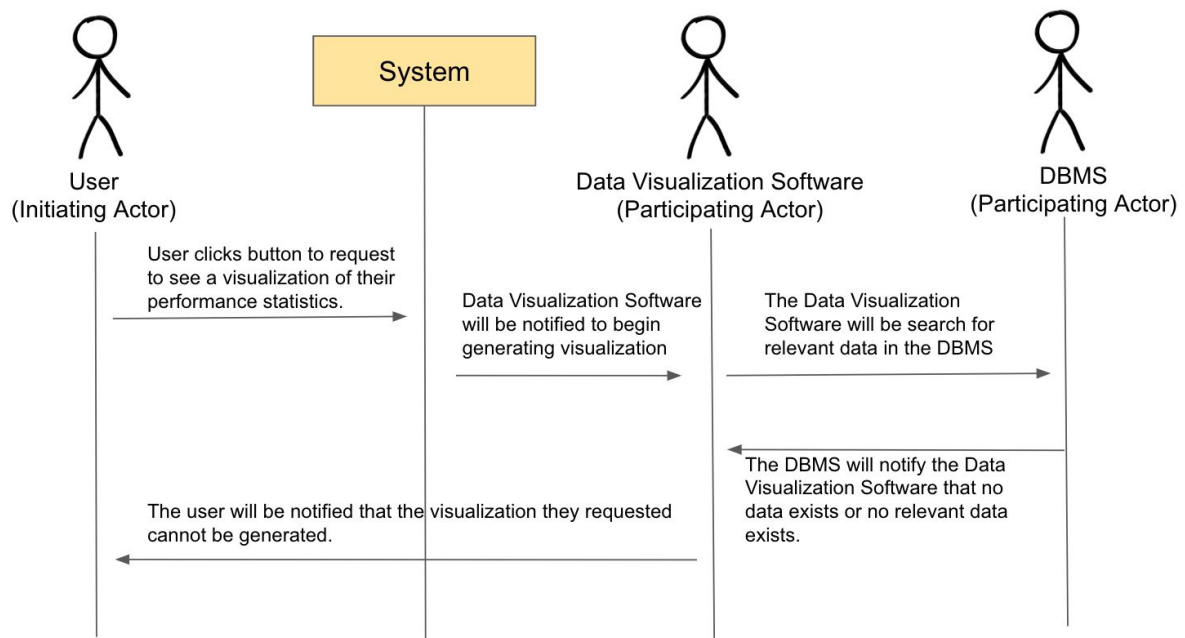 System
User
(Initiating Actor)
Data Visualization Software
(Participating Actor)
DBMS
(Participating Actor)
User clicks button to request
to see a visualization of their
performance statistics.
Data Visualization Software
will be notified to begin
generating visualization
The Data Visualization
Software will be search for
relevant data in the DBMS
The DBMS will notify the Data
Visualization Software that no
data exists or no relevant data
exists.
The user will be notified that the visualization they requested
cannot be generated.